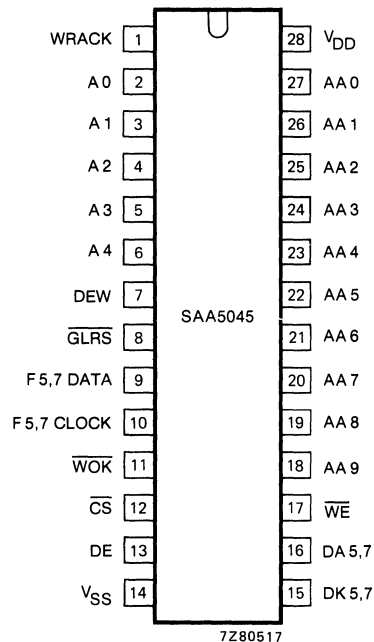 WRACK 1 28 VDD
A0 2 27 AA0
A1 3 26 AA1
A2 4 25 AA2
A3 5 24 AA3
A4 6 23 AA4
DEW 7 22 AA5
SAA5045
GLRS 8 21 AA6
F5,7 DATA 9 20 AA7
F5,7 CLOCK 10 19 AA8
WOK 11 18 AA9
CS 12 17 WE
DE 13 16 DA5,7
VSS 14 15 DK5,7
7Z80517